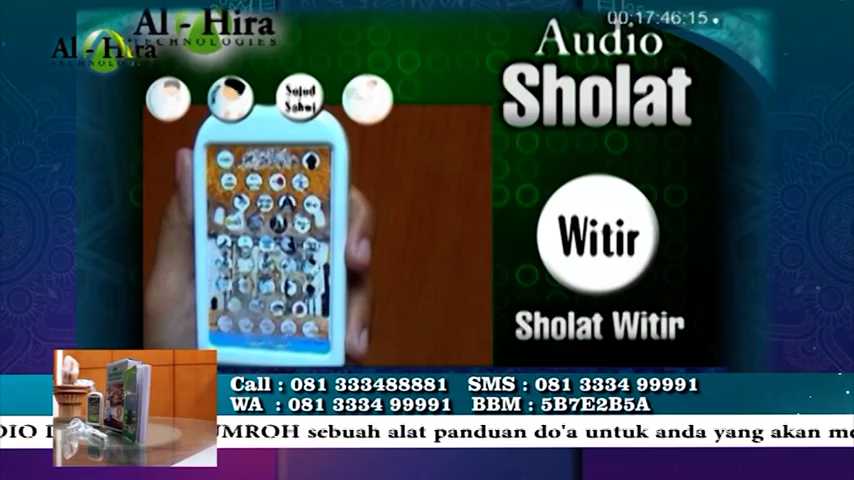 00:17:46:15
Al - Hira
TECHNOLOGIES
Al - Hira
TECHNOLOGIES
Audio
Sholat
Sujud
Sahwi
Witir
Sholat Witir
Call : 081 333488881 SMS : 081 3334 99991
WA : 081 3334 99991 BBM : 5B7E2B5A
UMROH sebuah alat panduan do'a untuk anda yang akan